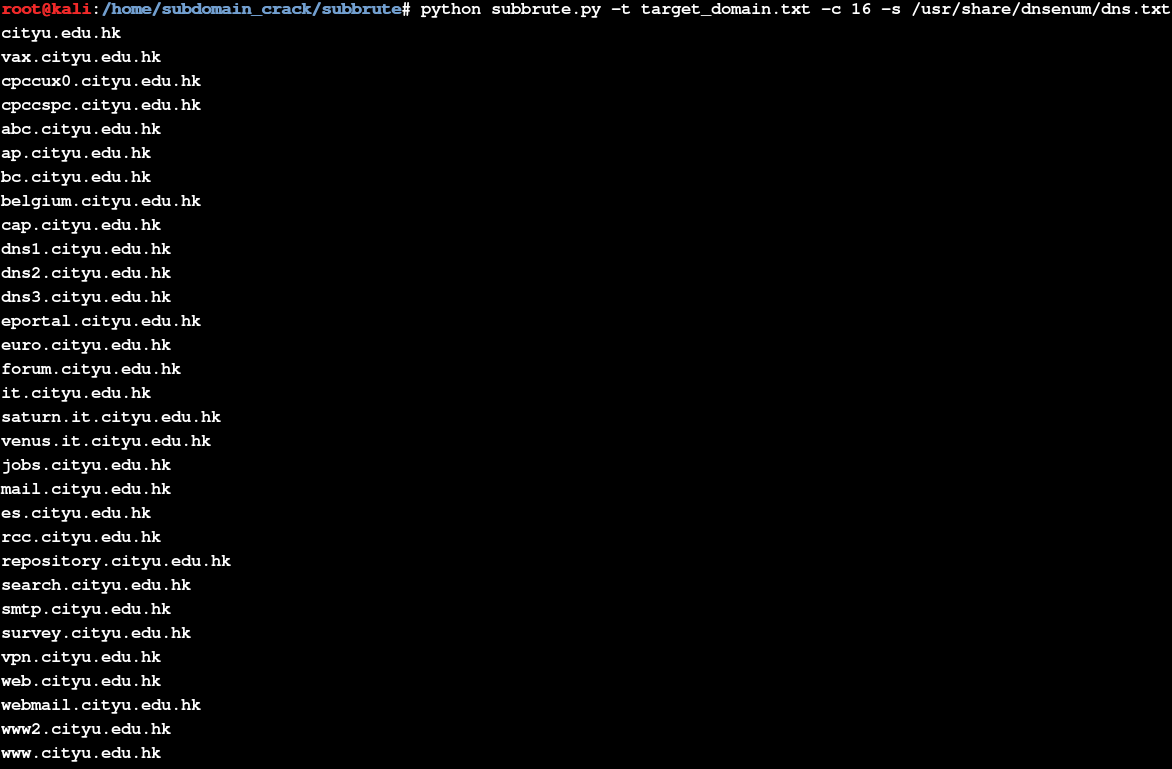 root@kali:/home/subdomain_crack/subbrute# python subbrute.py -t target_domain.txt -c 16 -s /usr/share/dnsenum/dns.txt
cityu.edu.hk
vax.cityu.edu.hk
cpccux0.cityu.edu.hk
cpccspc.cityu.edu.hk
abc.cityu.edu.hk
ap.cityu.edu.hk
bc.cityu.edu.hk
belgium.cityu.edu.hk
cap.cityu.edu.hk
dns1.cityu.edu.hk
dns2.cityu.edu.hk
dns3.cityu.edu.hk
eportal.cityu.edu.hk
euro.cityu.edu.hk
forum.cityu.edu.hk
it.cityu.edu.hk
saturn.it.cityu.edu.hk
venus.it.cityu.edu.hk
jobs.cityu.edu.hk
mail.cityu.edu.hk
es.cityu.edu.hk
rcc.cityu.edu.hk
repository.cityu.edu.hk
search.cityu.edu.hk
smtp.cityu.edu.hk
survey.cityu.edu.hk
vpn.cityu.edu.hk
web.cityu.edu.hk
webmail.cityu.edu.hk
www2.cityu.edu.hk
www.cityu.edu.hk